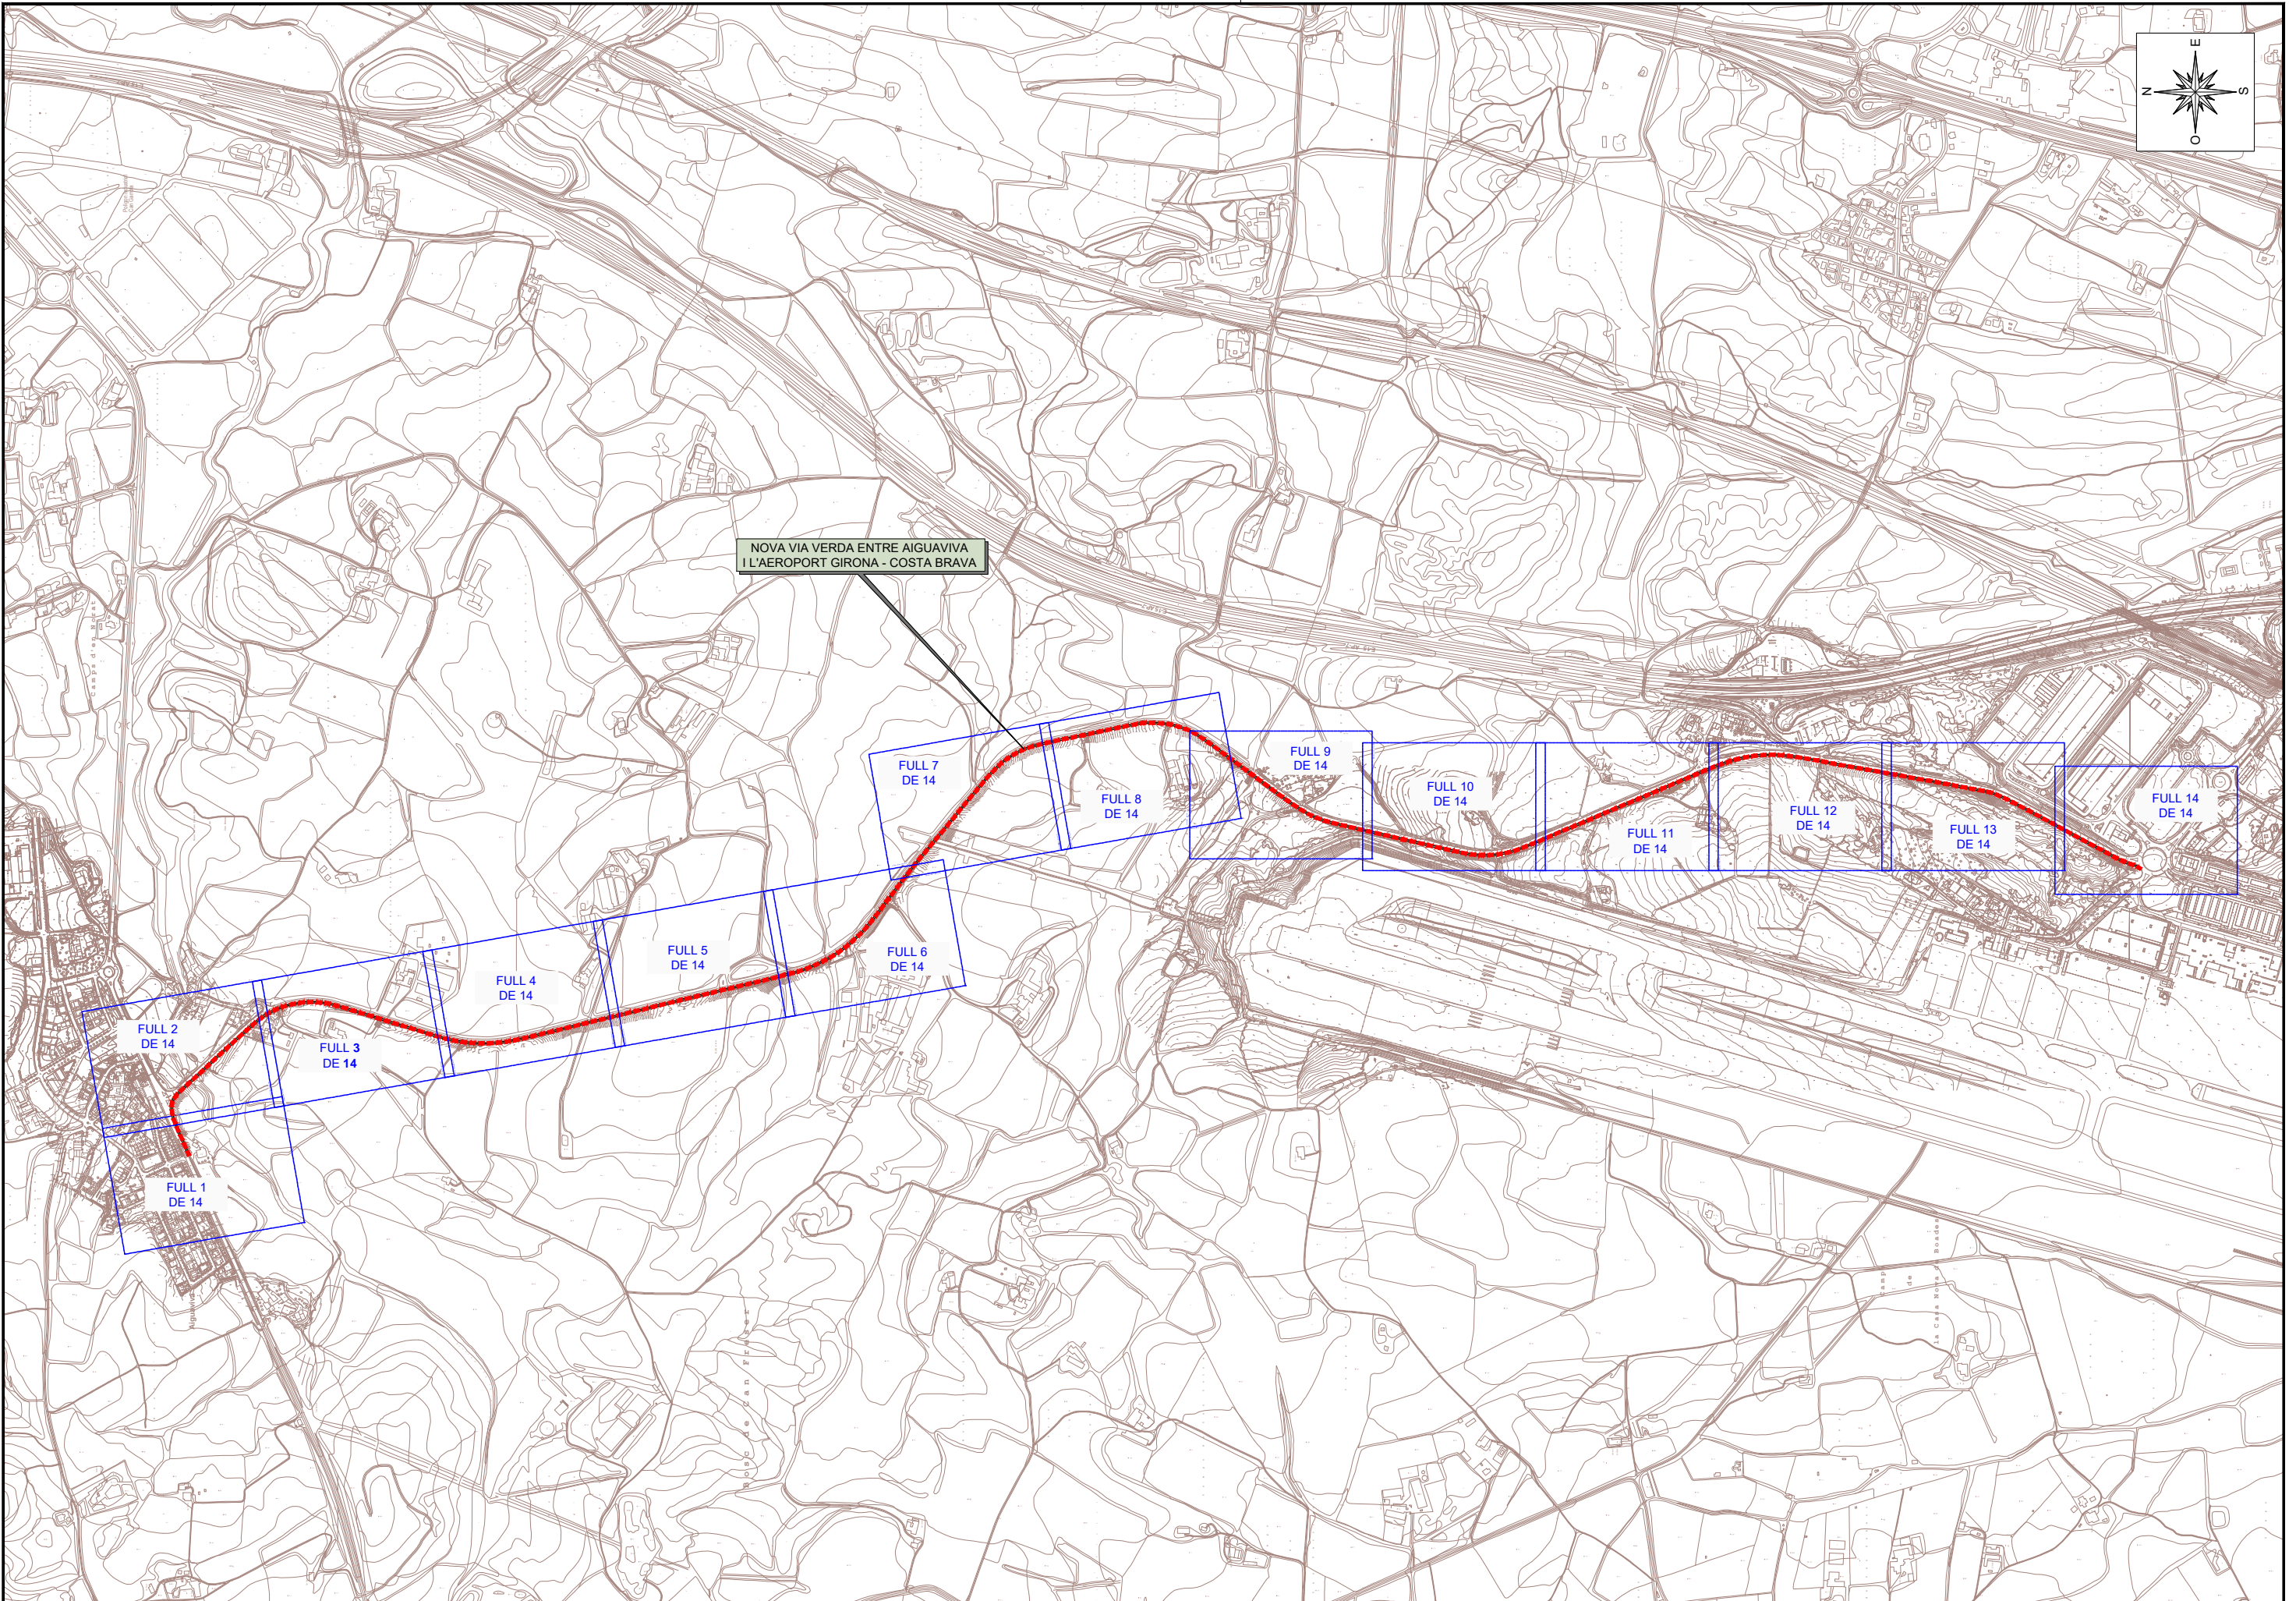 E
N
S
O
NOVA VIA VERDA ENTRE AIGUAVIVA
I L'AEROPORT GIRONA - COSTA BRAVA
FULL 1
DE 14
FULL 2
DE 14
FULL 3
DE 14
FULL 4
DE 14
FULL 5
DE 14
FULL 6
DE 14
FULL 7
DE 14
FULL 8
DE 14
FULL 9
DE 14
FULL 10
DE 14
FULL 11
DE 14
FULL 12
DE 14
FULL 13
DE 14
FULL 14
DE 14
Aiguaviva